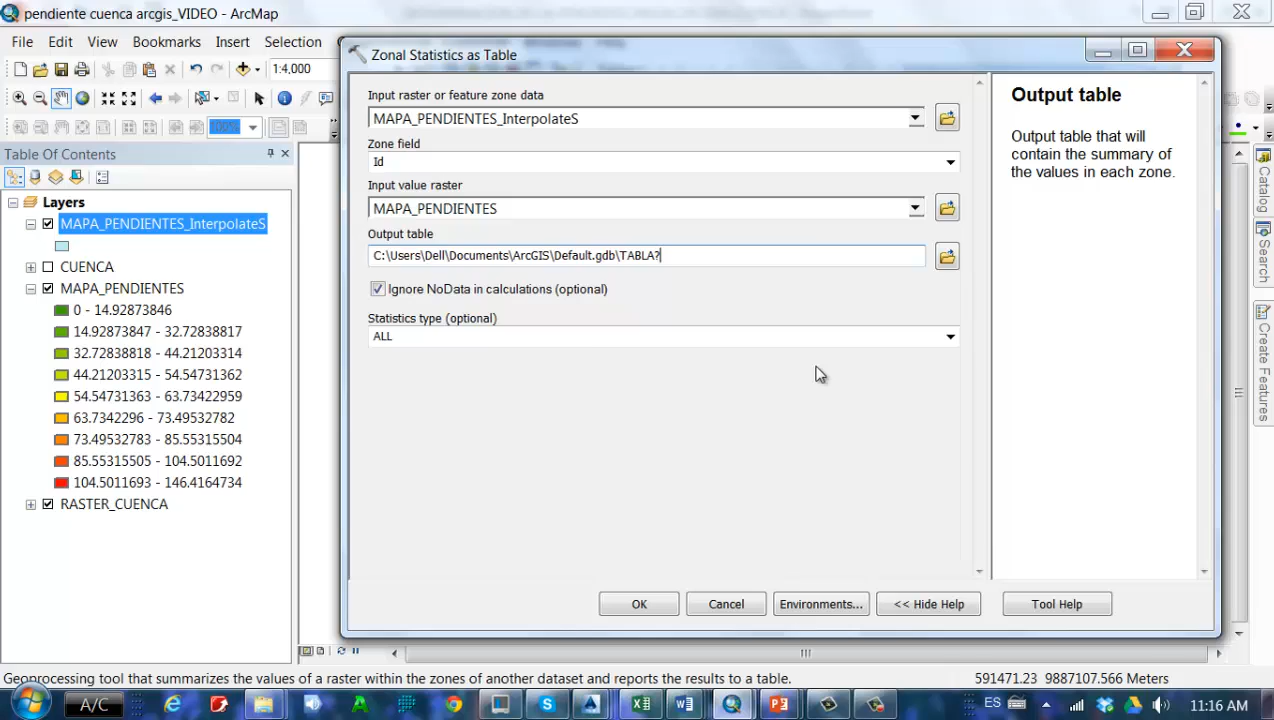 pendiente cuenca arcgis_VIDEO - ArcMap
File Edit View Bookmarks Insert Selection
1:4,000
100%
Table Of Contents
Layers
MAPA_PENDIENTES_InterpolateS
CUENCA
MAPA_PENDIENTES
0 - 14.92873846
14.92873847 - 32.72838817
32.72838818 - 44.21203314
44.21203315 - 54.54731362
54.54731363 - 63.73422959
63.7342296 - 73.49532782
73.49532783 - 85.55315504
85.55315505 - 104.5011692
104.5011693 - 146.4164734
RASTER_CUENCA
Zonal Statistics as Table
Input raster or feature zone data
MAPA_PENDIENTES_InterpolateS
Zone field
Id
Input value raster
MAPA_PENDIENTES
Output table
C:\Users\Dell\Documents\ArcGIS\Default.gdb\TABLA?
Ignore NoData in calculations (optional)
Statistics type (optional)
ALL
OK Cancel Environments... << Hide Help Tool Help
Output table
Output table that will
contain the summary of
the values in each zone.
Catalog
Search
Create Features
Geoprocessing tool that summarizes the values of a raster within the zones of another dataset and reports the results to a table.
591471.23 9887107.566 Meters
A/C
ES
11:16 AM